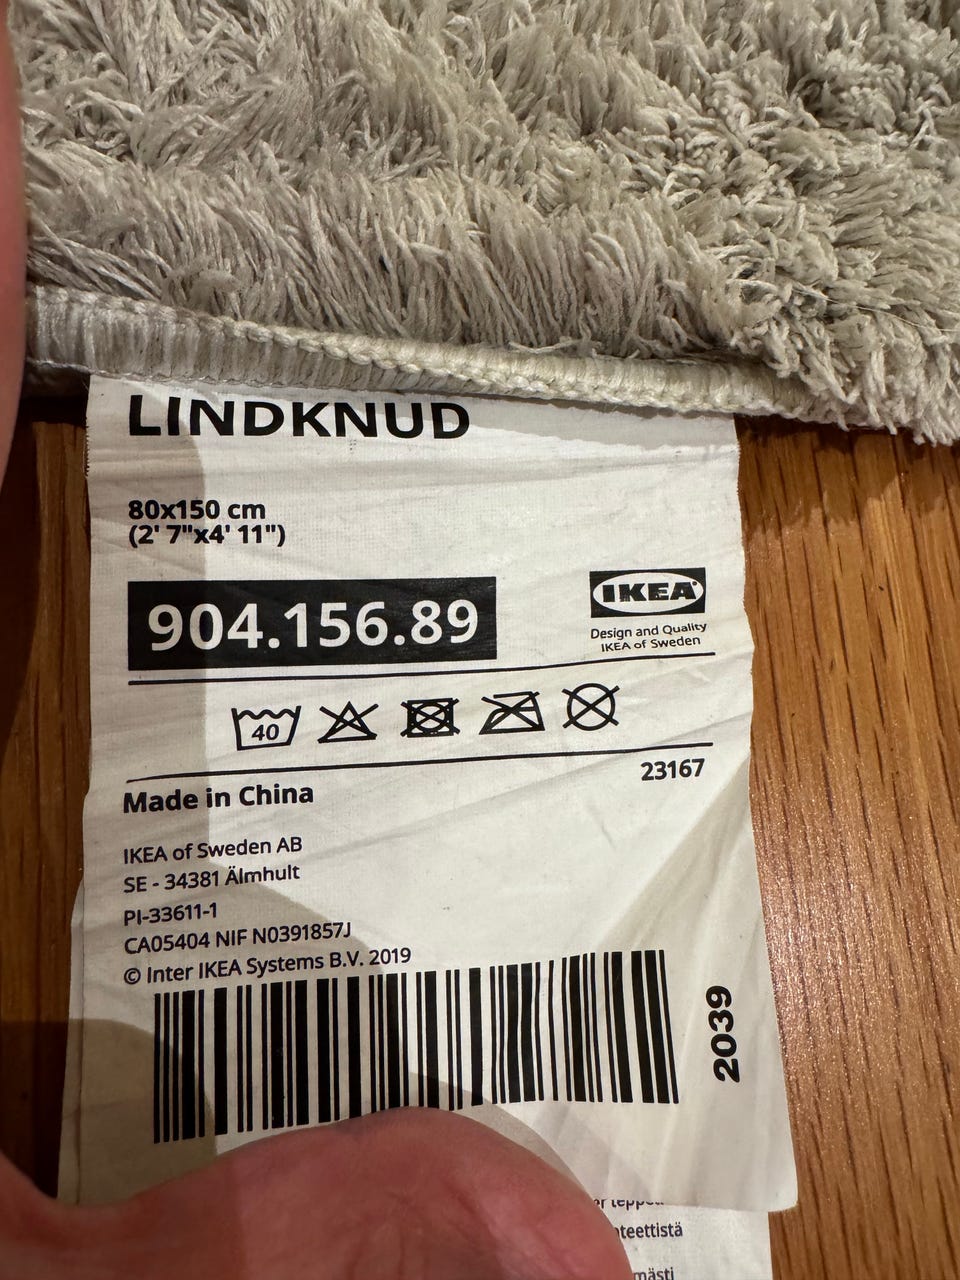 LINDKNUD
80x150 cm
(2' 7"x4' 11")
904.156.89
IKEA
Design and Quality
IKEA of Sweden
40
23167
Made in China
IKEA of Sweden AB
SE - 34381 Älmhult
PI-33611-1
CA05404 NIF N0391857J
© Inter IKEA Systems B.V. 2019
2039